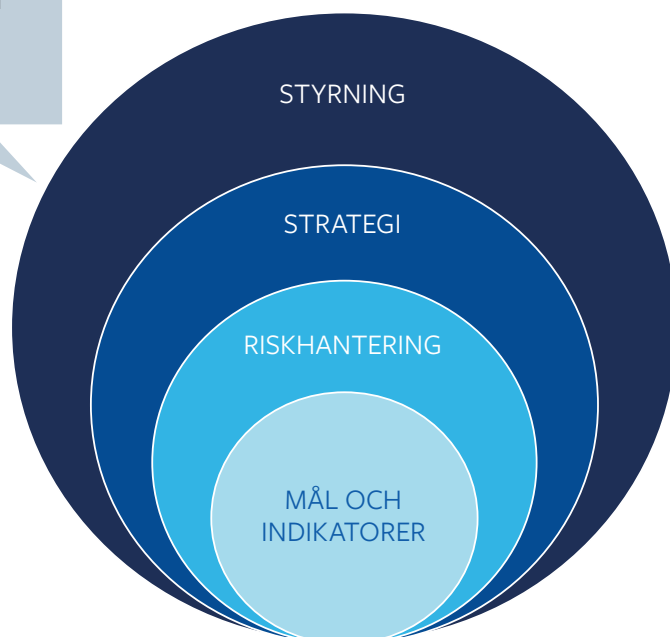 STYRNING
STRATEGI
RISKHANTERING
MÅL OCH
INDIKATORER